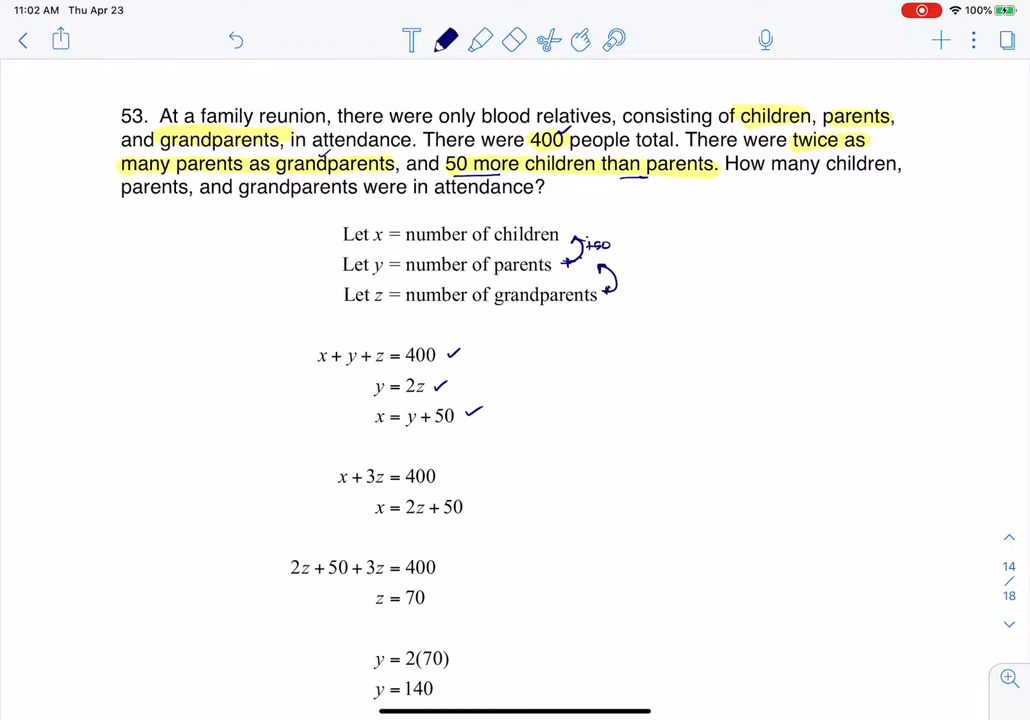 11:02 AM Thu Apr 23
100%
53. At a family reunion, there were only blood relatives, consisting of children, parents,
and grandparents, in attendance. There were 400 people total. There were twice as
many parents as grandparents, and 50 more children than parents. How many children,
parents, and grandparents were in attendance?
Let x = number of children
+50
Let y = number of parents
Let z = number of grandparents
x + y + z = 400
y = 2z
x = y + 50
x + 3z = 400
x = 2z + 50
2z + 50 + 3z = 400
z = 70
y = 2(70)
y = 140
14
/
18